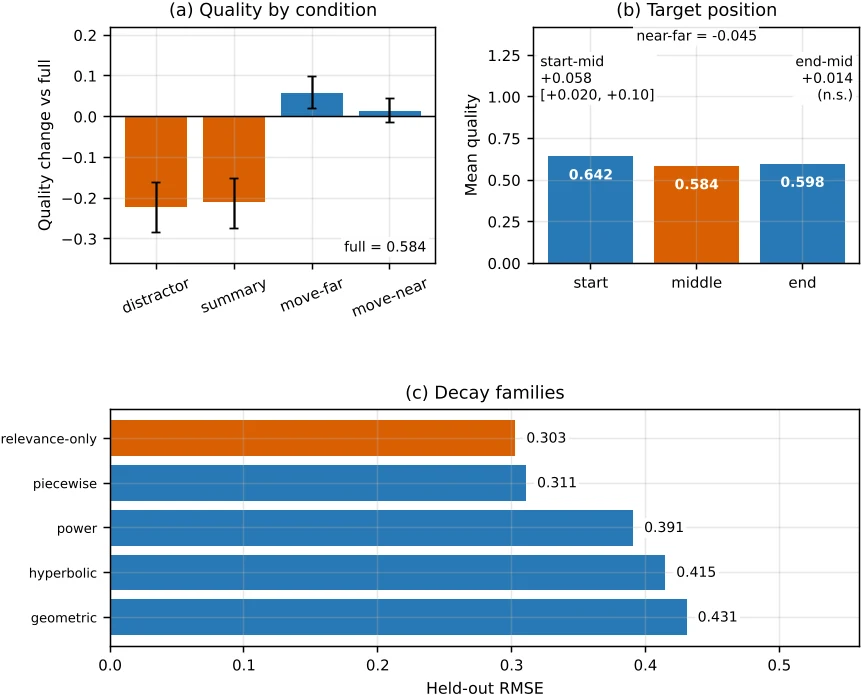 (a) Quality by condition
Quality change vs full
0.2
0.1
0.0
−0.1
−0.2
−0.3
full = 0.584
distractor
summary
move-far
move-near
(b) Target position
Mean quality
1.25
1.00
0.75
0.50
0.25
0.00
near-far = -0.045
start-mid
+0.058
[+0.020, +0.10]
end-mid
+0.014
(n.s.)
0.642
0.584
0.598
start
middle
end
(c) Decay families
relevance-only
0.303
piecewise
0.311
power
0.391
hyperbolic
0.415
geometric
0.431
0.0
0.1
0.2
0.3
0.4
0.5
Held-out RMSE